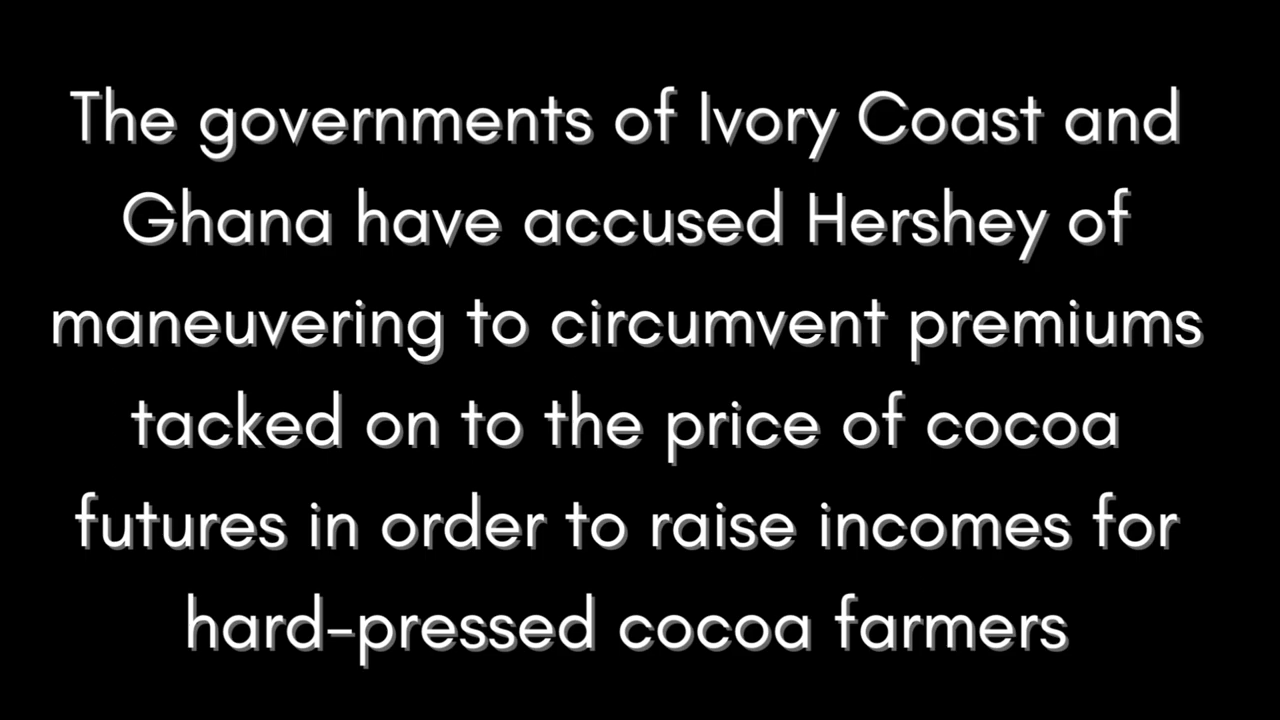 The governments of Ivory Coast and
Ghana have accused Hershey of
maneuvering to circumvent premiums
tacked on to the price of cocoa
futures in order to raise incomes for
hard-pressed cocoa farmers